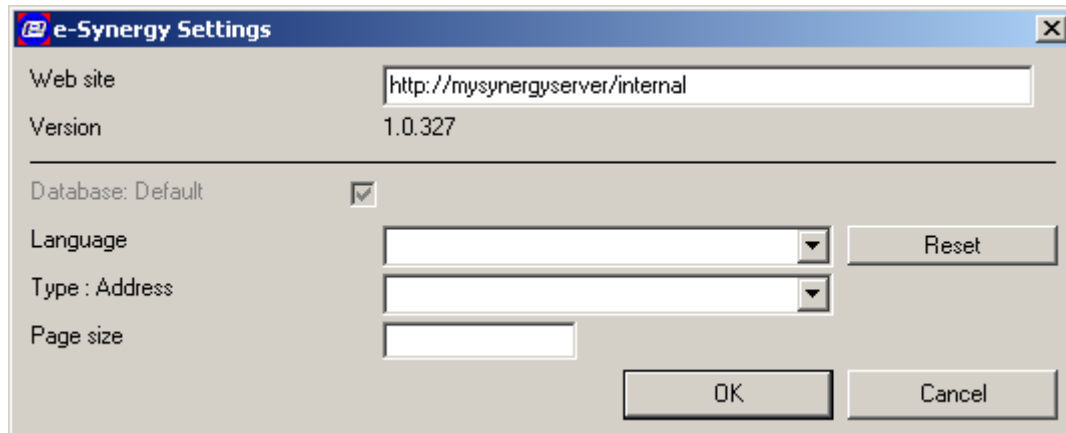 e-Synergy Settings
Web site http://mysynergyserver/internal
Version 1.0.327
Database: Default
Language Reset
Type : Address
Page size
OK Cancel